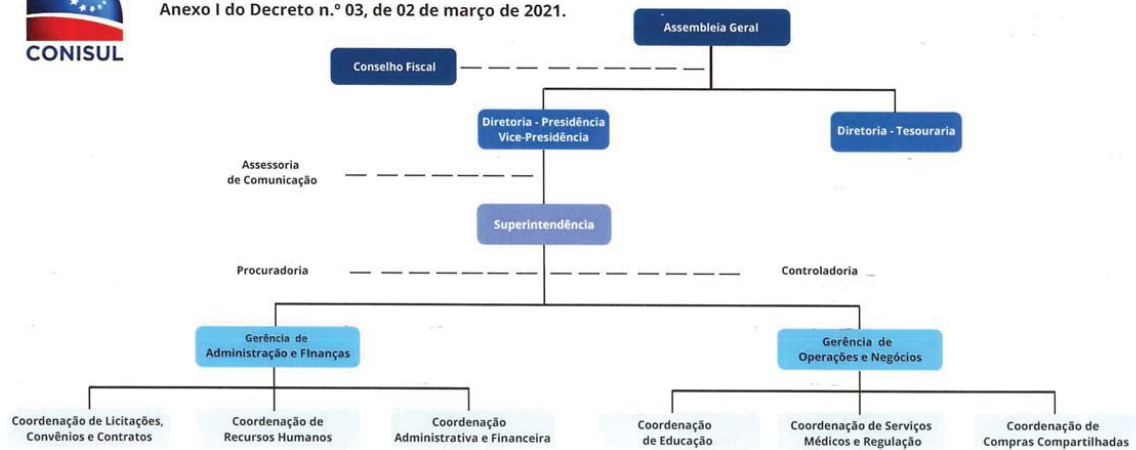 Anexo I do Decreto n.º 03, de 02 de março de 2021.
CONISUL
Assembleia Geral
Conselho Fiscal
Diretoria - Presidência
Vice-Presidência
Diretoria - Tesouraria
Assessoria
de Comunicação
Superintendência
Procuradoria
Controladoria
Gerência de
Administração e FInanças
Gerência de
Operações e Negócios
Coordenação de Licitações,
Convênios e Contratos
Coordenação de
Recursos Humanos
Coordenação
Administrativa e Financeira
Coordenação
de Educação
Coordenação de Serviços
Médicos e Regulação
Coordenação de
Compras Compartilhadas